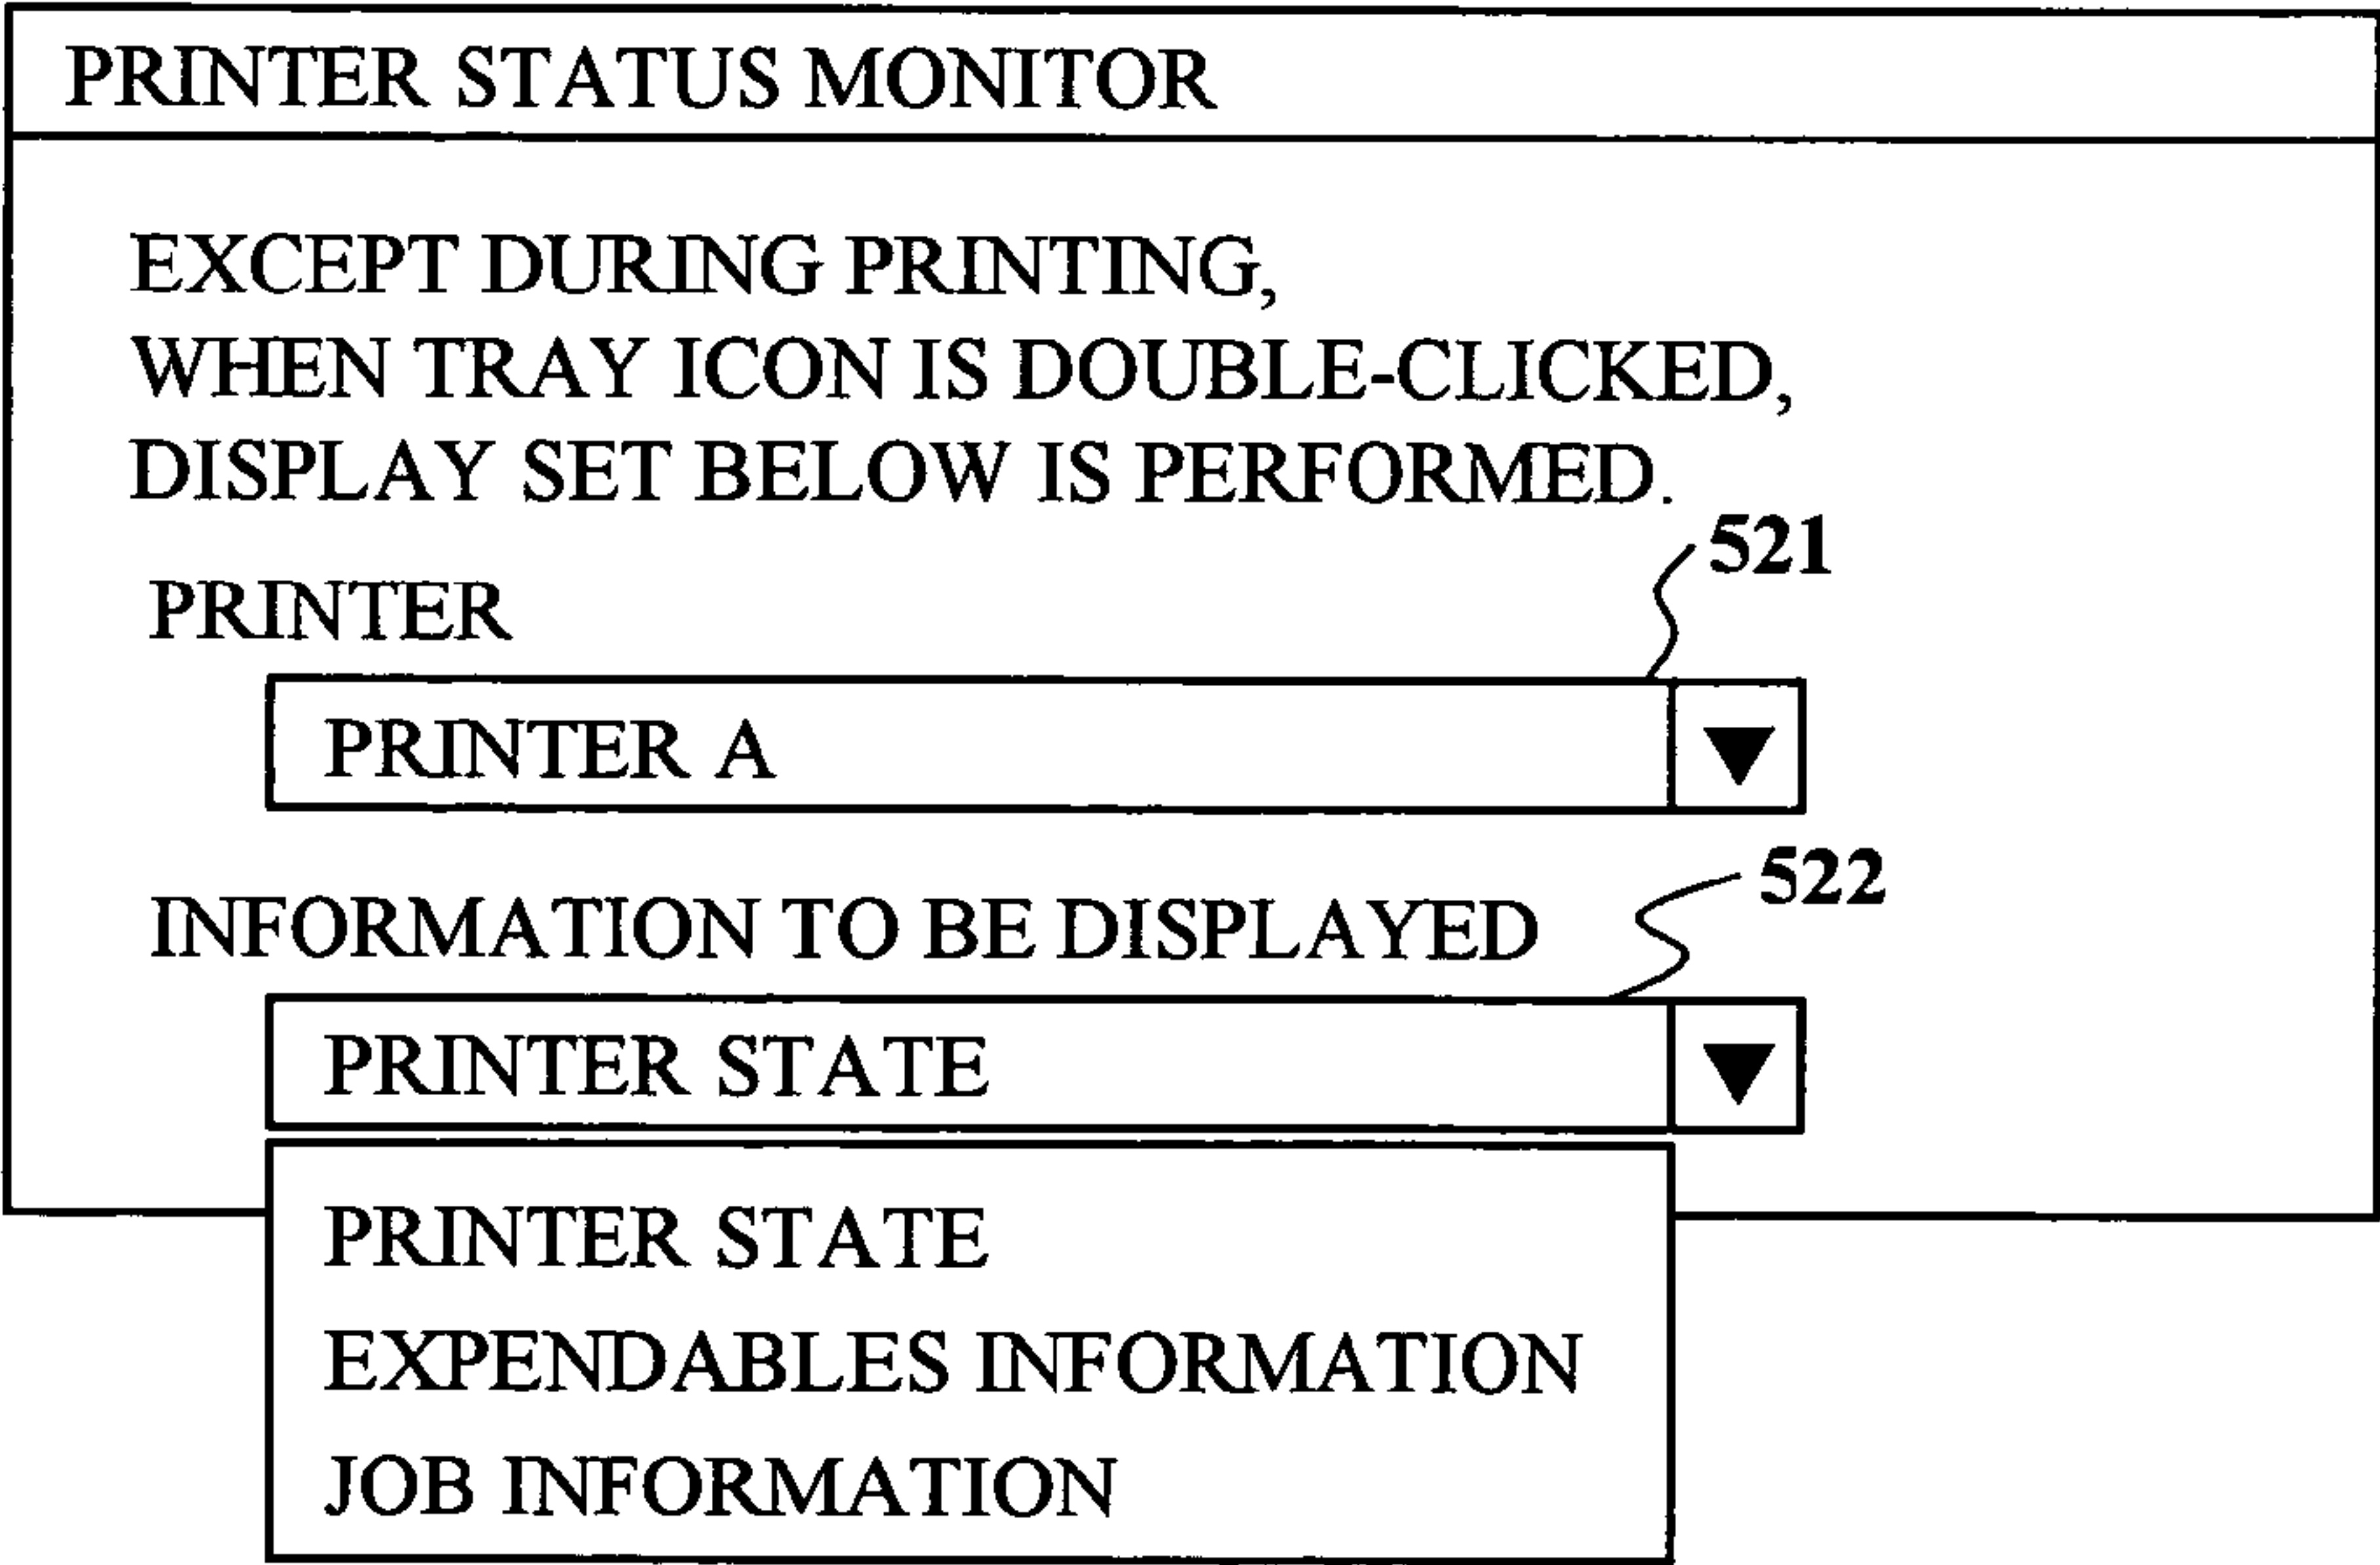 PRINTER STATUS MONITOR
EXCEPT DURING PRINTING,
WHEN TRAY ICON IS DOUBLE-CLICKED,
DISPLAY SET BELOW IS PERFORMED.
521
PRINTER
PRINTER A
522
INFORMATION TO BE DISPLAYED
PRINTER STATE
PRINTER STATE
EXPENDABLES INFORMATION
JOB INFORMATION